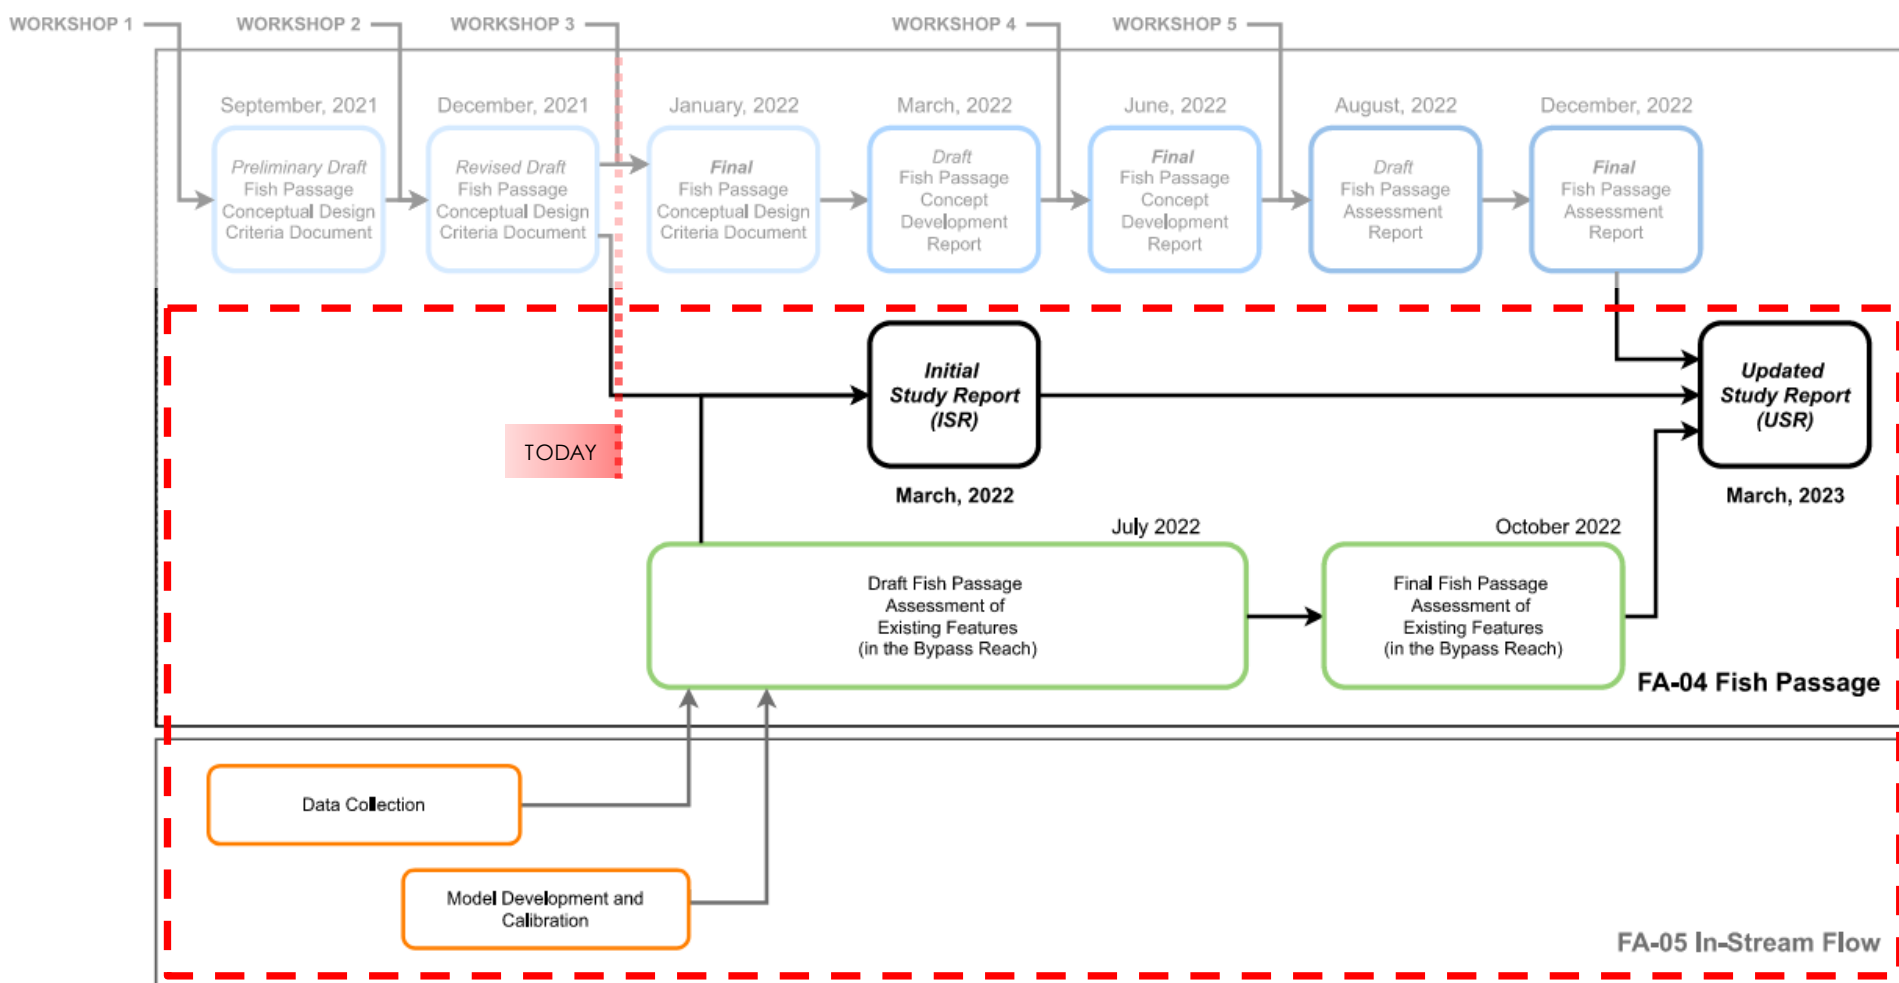 WORKSHOP 1
WORKSHOP 2
WORKSHOP 3
WORKSHOP 4
WORKSHOP 5
September, 2021
December, 2021
January, 2022
March, 2022
June, 2022
August, 2022
December, 2022
Preliminary Draft
Fish Passage
Conceptual Design
Criteria Document
Revised Draft
Fish Passage
Conceptual Design
Criteria Document
Final
Fish Passage
Conceptual Design
Criteria Document
Draft
Fish Passage
Concept
Development
Report
Final
Fish Passage
Concept
Development
Report
Draft
Fish Passage
Assessment
Report
Final
Fish Passage
Assessment
Report
Initial
Study Report
(ISR)
Updated
Study Report
(USR)
TODAY
March, 2022
March, 2023
July 2022
October 2022
Draft Fish Passage
Assessment of
Existing Features
(in the Bypass Reach)
Final Fish Passage
Assessment of
Existing Features
(in the Bypass Reach)
FA-04 Fish Passage
Data Collection
Model Development and
Calibration
FA-05 In-Stream Flow